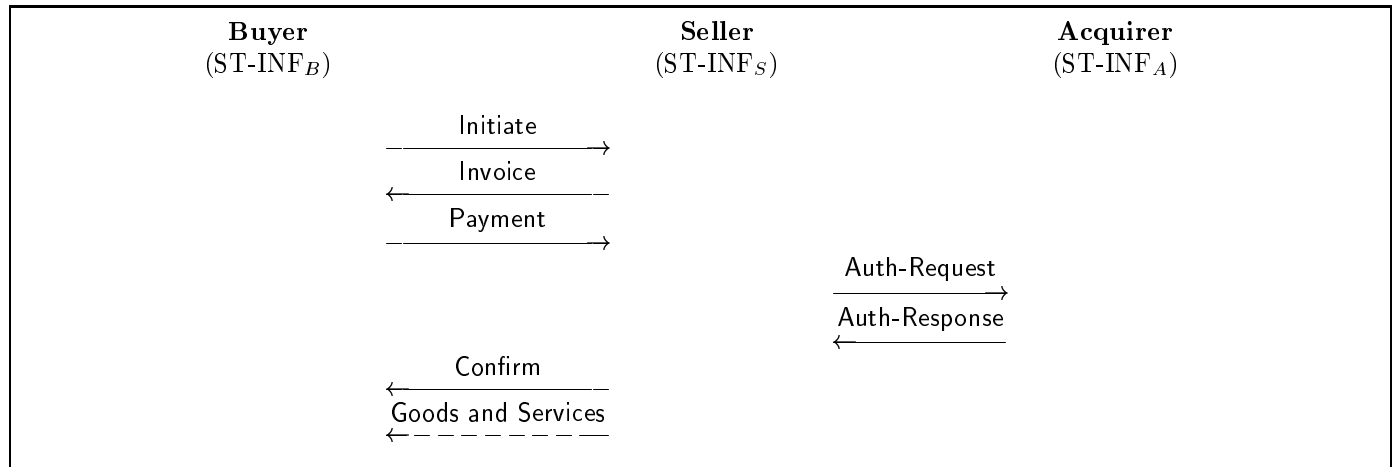 Buyer Seller Acquirer
(ST-INF_B) (ST-INF_S) (ST-INF_A)
Initiate
Invoice
Payment
Auth-Request
Auth-Response
Confirm
Goods and Services